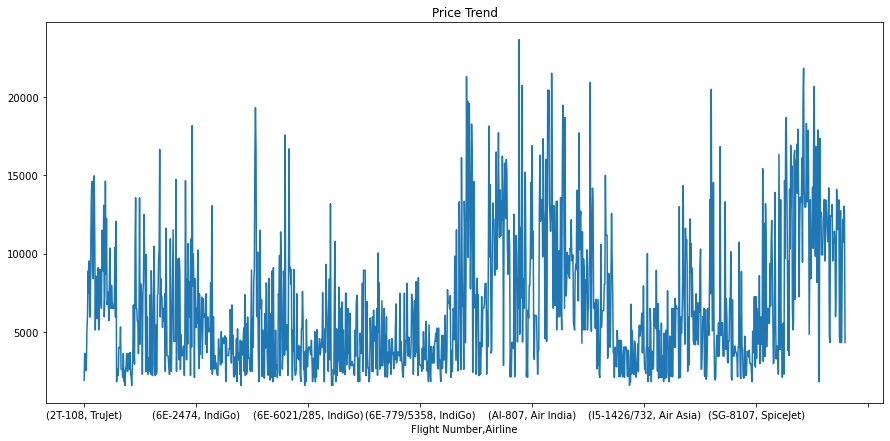 Price Trend
20000
15000
10000
5000
(2T-108, TruJet)
(6E-2474, IndiGo)
(6E-6021/285, IndiGo)
(6E-779/5358, IndiGo)
(AI-807, Air India)
(I5-1426/732, Air Asia)
(SG-8107, SpiceJet)
Flight Number,Airline